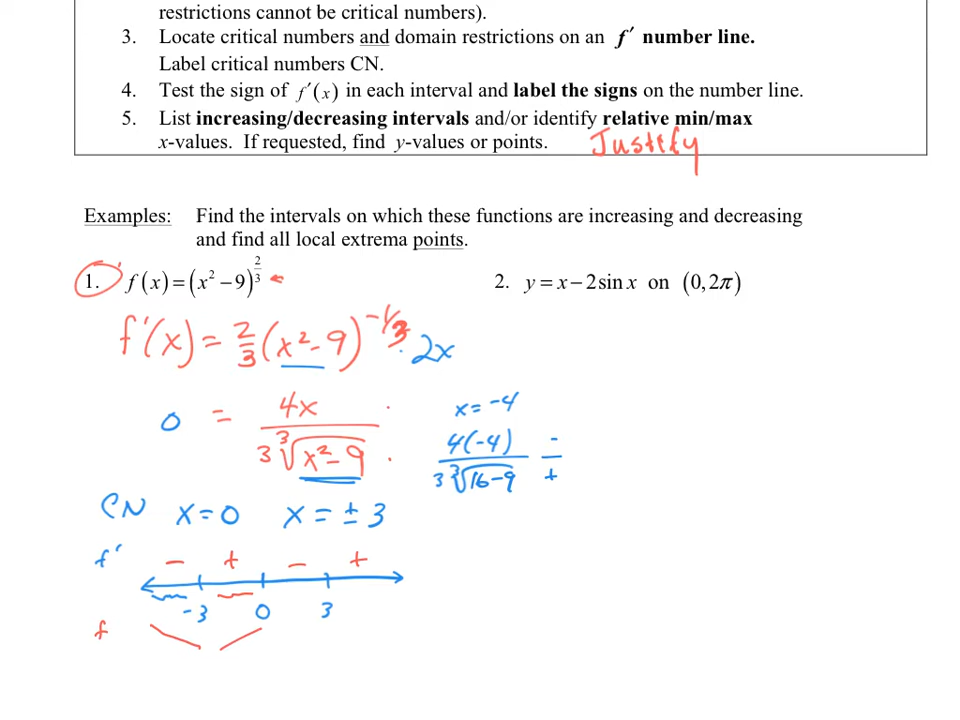 restrictions cannot be critical numbers).
3. Locate critical numbers and domain restrictions on an f′ number line.
Label critical numbers CN.
4. Test the sign of f′(x) in each interval and label the signs on the number line.
5. List increasing/decreasing intervals and/or identify relative min/max
x-values. If requested, find y-values or points. Justify
Examples: Find the intervals on which these functions are increasing and decreasing
and find all local extrema points.
1. f(x)=(x²−9)^(2/3)
2. y=x−2sin x on (0,2π)
f'(x) = 2/3 (x²-9)^(-1/3) · 2x
0 = 4x / 3∛(x²-9)
x = -4
4(-4) / 3∛(16-9) - / +
CN x=0 x=±3
f' - + - +
-3 0 3
f